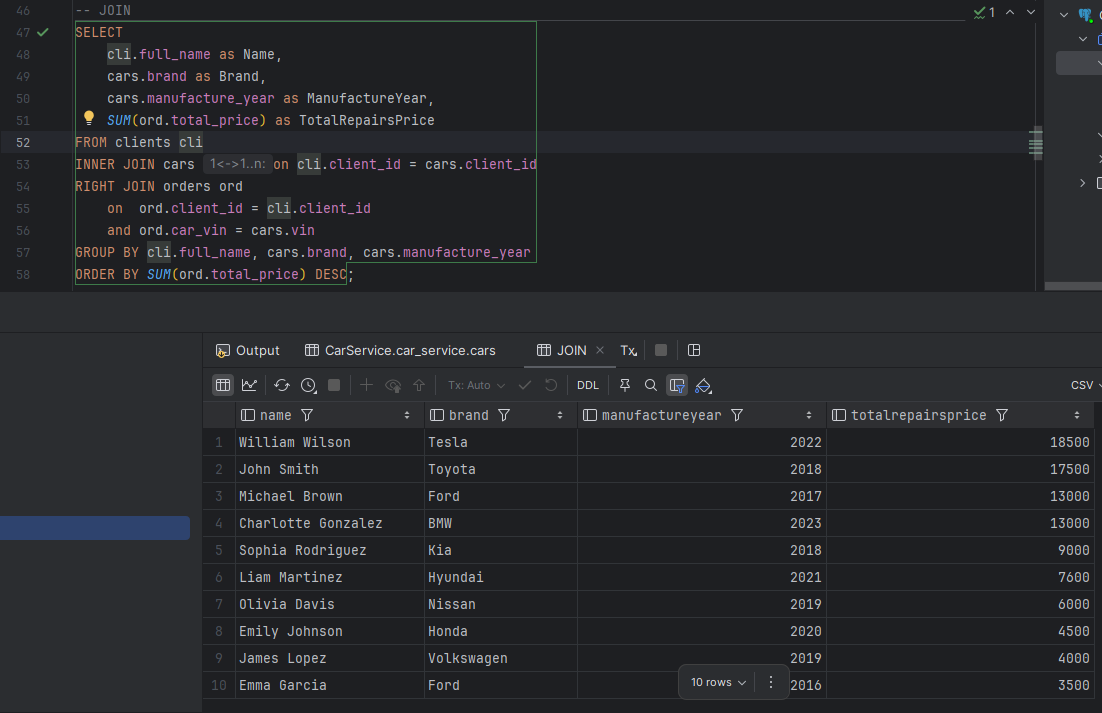 46 -- JOIN
1
47 SELECT
48 cli.full_name as Name,
49 cars.brand as Brand,
50 cars.manufacture_year as ManufactureYear,
51 SUM(ord.total_price) as TotalRepairsPrice
52 FROM clients cli
53 INNER JOIN cars 1<->1..n: on cli.client_id = cars.client_id
54 RIGHT JOIN orders ord
55 on ord.client_id = cli.client_id
56 and ord.car_vin = cars.vin
57 GROUP BY cli.full_name, cars.brand, cars.manufacture_year
58 ORDER BY SUM(ord.total_price) DESC;
Output CarService.car_service.cars JOIN Tx
Tx: Auto DDL CSV
name brand manufactureyear totalrepairsprice
1 William Wilson Tesla 2022 18500
2 John Smith Toyota 2018 17500
3 Michael Brown Ford 2017 13000
4 Charlotte Gonzalez BMW 2023 13000
5 Sophia Rodriguez Kia 2018 9000
6 Liam Martinez Hyundai 2021 7600
7 Olivia Davis Nissan 2019 6000
8 Emily Johnson Honda 2020 4500
9 James Lopez Volkswagen 2019 4000
10 Emma Garcia Ford 2016 3500
10 rows